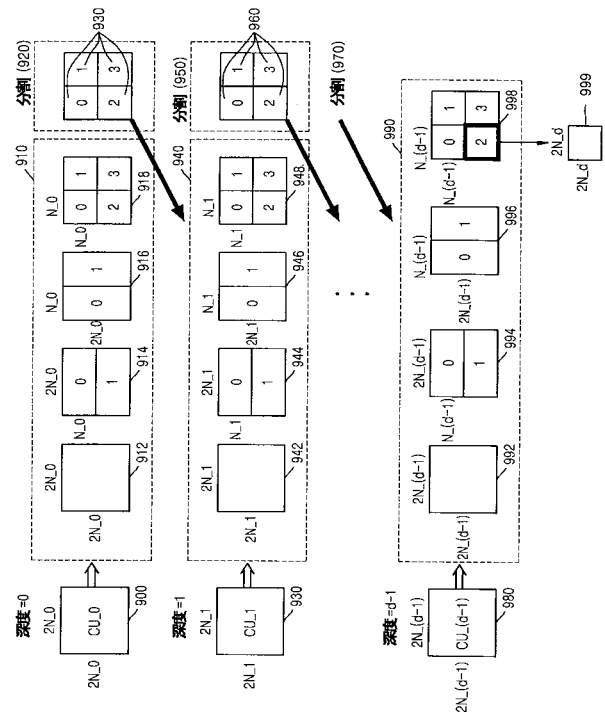 深度=0
2N_0
2N_0
CU_0
900
910
2N_0
2N_0
912
2N_0
N_0
0
1
914
N_0
2N_0
0
1
916
N_0
N_0
0
1
2
3
918
分割 (920)
0
1
2
3
930
深度=1
2N_1
2N_1
CU_1
930
940
2N_1
2N_1
942
2N_1
N_1
0
1
944
N_1
2N_1
0
1
946
N_1
N_1
0
1
2
3
948
分割 (950)
0
1
2
3
960
. . .
分割 (970)
深度=d-1
2N_(d-1)
2N_(d-1)
CU_(d-1)
980
990
2N_(d-1)
2N_(d-1)
992
2N_(d-1)
N_(d-1)
0
1
994
N_(d-1)
2N_(d-1)
0
1
996
N_(d-1)
N_(d-1)
0
1
2
3
998
2N_d
2N_d
999